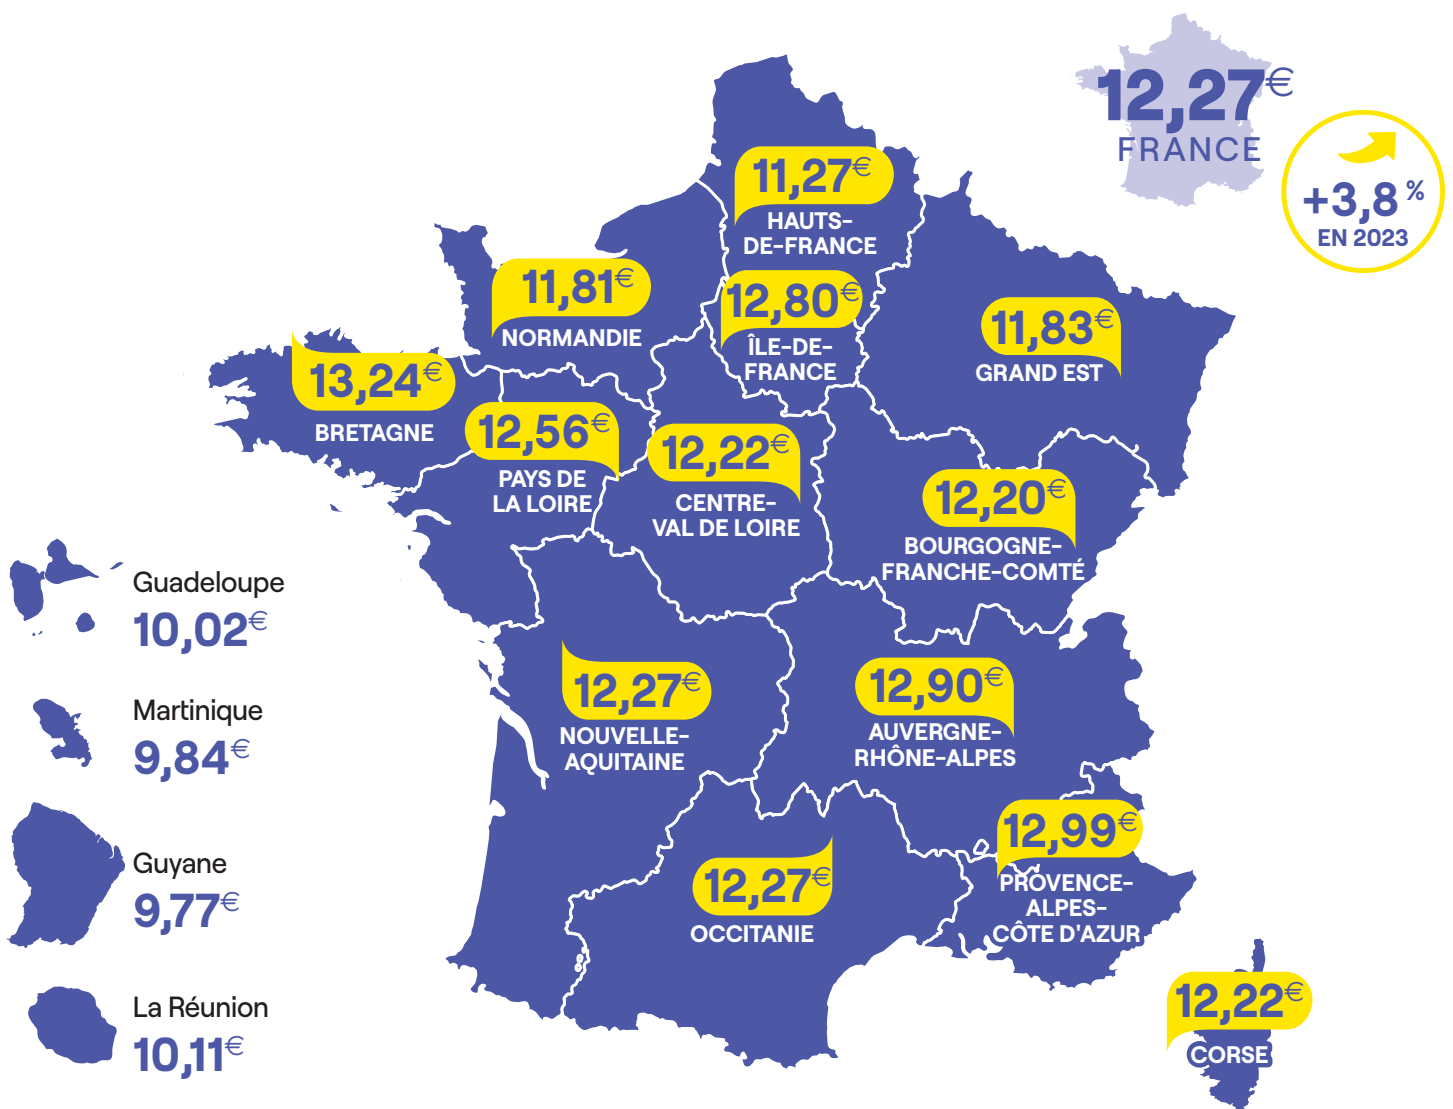 12,27€
FRANCE
+3,8 %
EN 2023
11,27€
HAUTS-
DE-FRANCE
11,81€
NORMANDIE
12,80€
ÎLE-DE-
FRANCE
11,83€
GRAND EST
13,24€
BRETAGNE
12,56€
PAYS DE
LA LOIRE
12,22€
CENTRE-
VAL DE LOIRE
12,20€
BOURGOGNE-
FRANCHE-COMTÉ
12,27€
NOUVELLE-
AQUITAINE
12,90€
AUVERGNE-
RHÔNE-ALPES
12,27€
OCCITANIE
12,99€
PROVENCE-
ALPES-
CÔTE D'AZUR
12,22€
CORSE
Guadeloupe
10,02€
Martinique
9,84€
Guyane
9,77€
La Réunion
10,11€